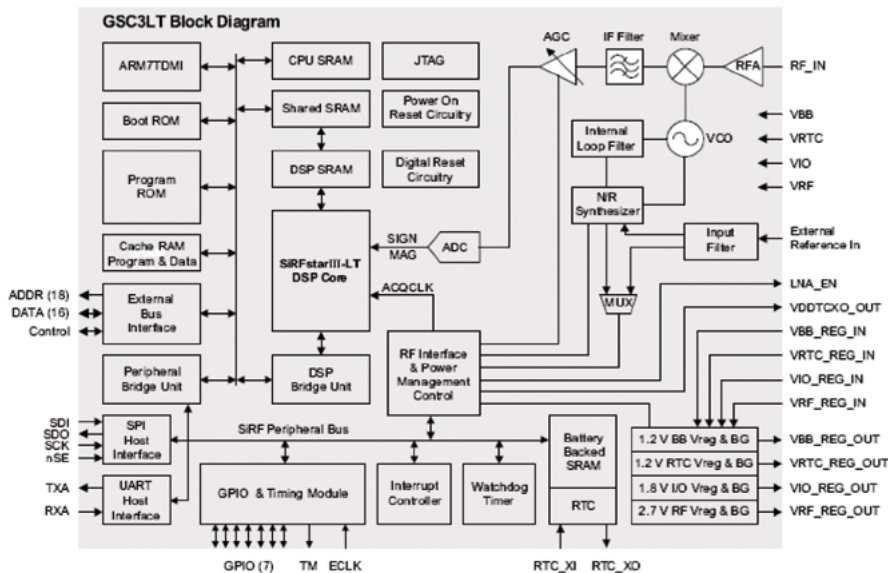 GSC3LT Block Diagram
ARM7TDMI
Boot ROM
Program
ROM
Cache RAM
Program & Data
External
Bus
Interface
Peripheral
Bridge Unit
SPI
Host
Interface
UART
Host
Interface
ADDR (18)
DATA (16)
Control
SDI
SDO
SCK
nSE
TXA
RXA
CPU SRAM
Shared SRAM
DSP SRAM
SiRFstarIII-LT
DSP Core
DSP
Bridge Unit
JTAG
Power On
Reset Circuitry
Digital Reset
Circuitry
SIGN
MAG
ADC
ACQCLK
AGC
IF Filter
Mixer
RFA
RF_IN
VCO
Internal
Loop Filter
N/R
Synthesizer
Input
Filter
MUX
RF Interface
& Power
Management
Control
SiRF Peripheral Bus
GPIO & Timing Module
Interrupt
Controller
Watchdog
Timer
Battery
Backed
SRAM
RTC
1.2 V BB Vreg & BG
1.2 V RTC Vreg & BG
1.8 V I/O Vreg & BG
2.7 V RF Vreg & BG
VBB
VRTC
VIO
VRF
External
Reference In
LNA_EN
VDDTCXO_OUT
VBB_REG_IN
VRTC_REG_IN
VIO_REG_IN
VRF_REG_IN
VBB_REG_OUT
VRTC_REG_OUT
VIO_REG_OUT
VRF_REG_OUT
GPIO (7)
TM
ECLK
RTC_XI
RTC_XO